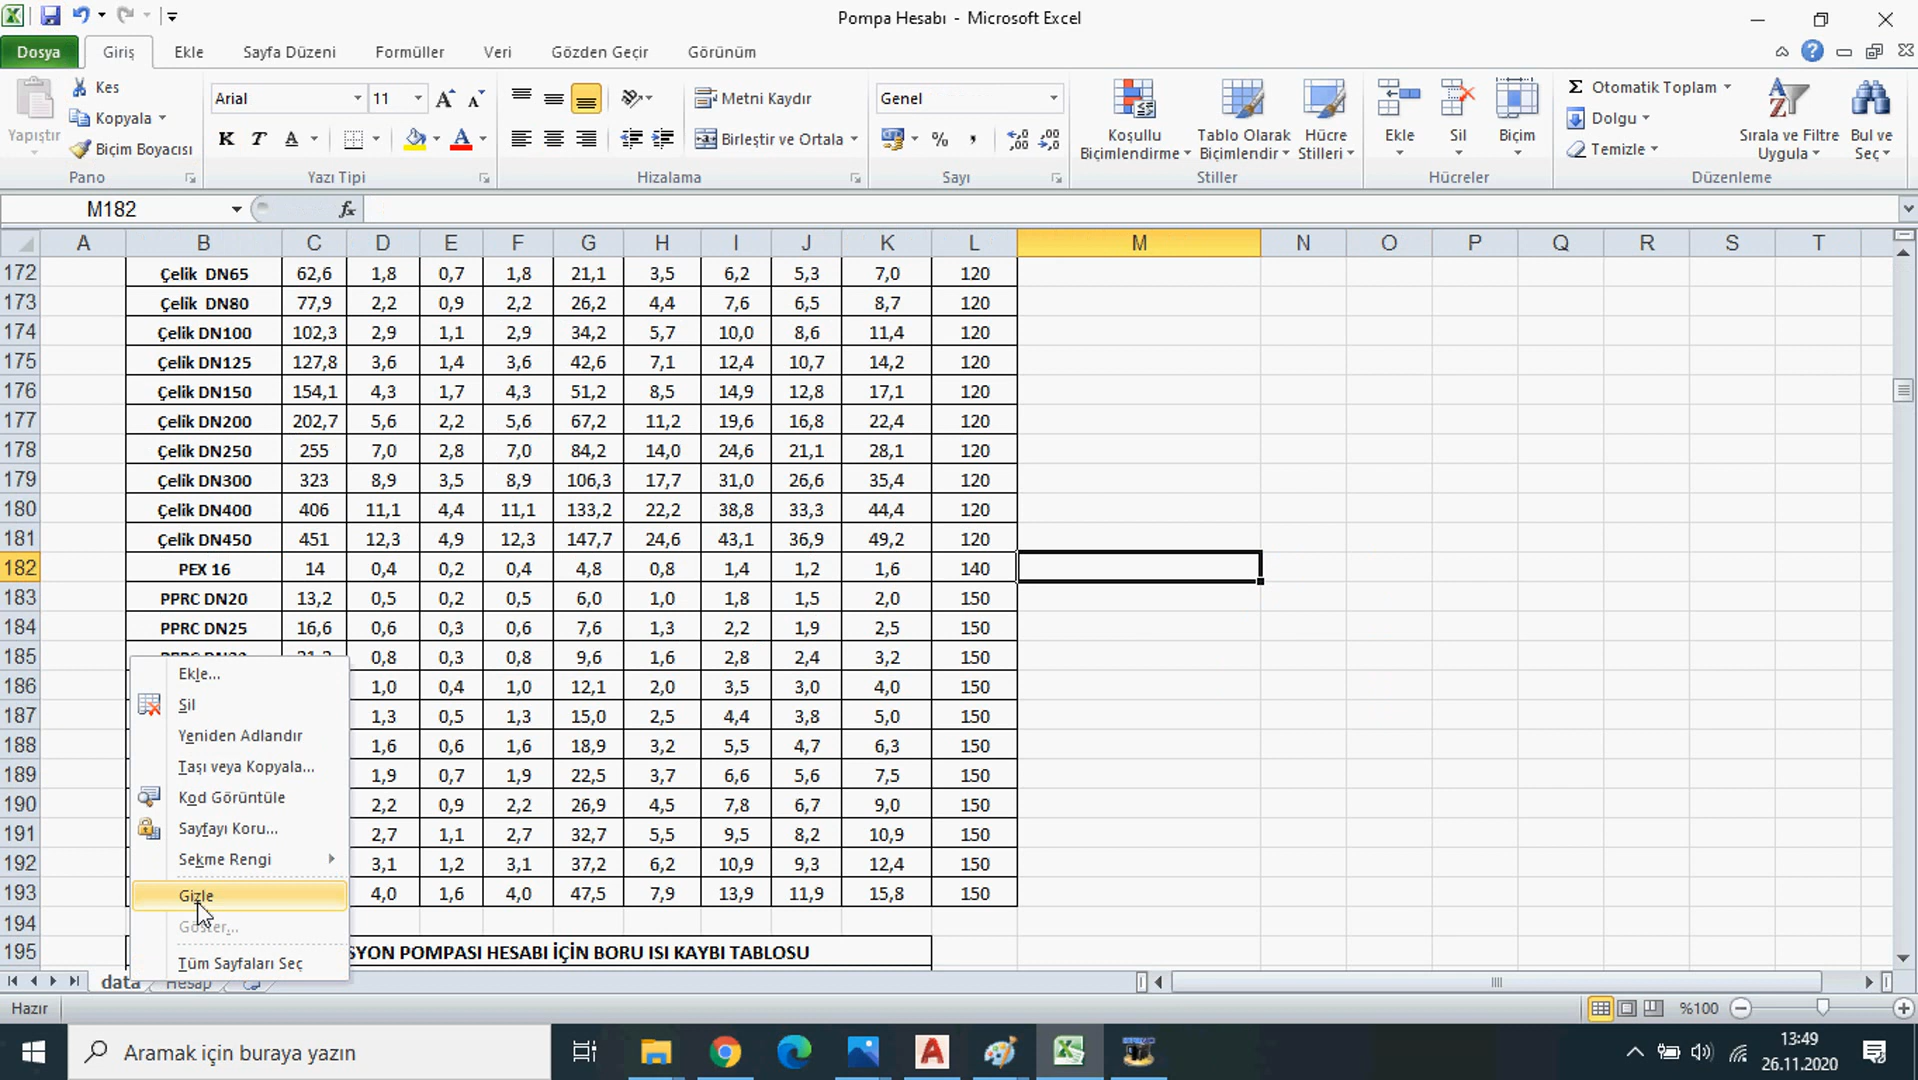 Pompa Hesabı - Microsoft Excel
Dosya Giriş Ekle Sayfa Düzeni Formüller Veri Gözden Geçir Görünüm
Yapıştır Kes Kopyala Biçim Boyacısı
Arial 11
K T A A
Metni Kaydır
Birleştir ve Ortala
Genel
%
Koşullu Biçimlendirme Tablo Olarak Biçimlendir Hücre Stilleri
Ekle Sil Biçim
Σ Otomatik Toplam
Dolgu
Temizle
Sırala ve Filtre Uygula Bul ve Seç
Pano Yazı Tipi Hizalama Sayı Stiller Hücreler Düzenleme
M182 fx
A B C D E F G H I J K L M N O P Q R S T
172 Çelik DN65 62,6 1,8 0,7 1,8 21,1 3,5 6,2 5,3 7,0 120
173 Çelik DN80 77,9 2,2 0,9 2,2 26,2 4,4 7,6 6,5 8,7 120
174 Çelik DN100 102,3 2,9 1,1 2,9 34,2 5,7 10,0 8,6 11,4 120
175 Çelik DN125 127,8 3,6 1,4 3,6 42,6 7,1 12,4 10,7 14,2 120
176 Çelik DN150 154,1 4,3 1,7 4,3 51,2 8,5 14,9 12,8 17,1 120
177 Çelik DN200 202,7 5,6 2,2 5,6 67,2 11,2 19,6 16,8 22,4 120
178 Çelik DN250 255 7,0 2,8 7,0 84,2 14,0 24,6 21,1 28,1 120
179 Çelik DN300 323 8,9 3,5 8,9 106,3 17,7 31,0 26,6 35,4 120
180 Çelik DN400 406 11,1 4,4 11,1 133,2 22,2 38,8 33,3 44,4 120
181 Çelik DN450 451 12,3 4,9 12,3 147,7 24,6 43,1 36,9 49,2 120
182 PEX 16 14 0,4 0,2 0,4 4,8 0,8 1,4 1,2 1,6 140
183 PPRC DN20 13,2 0,5 0,2 0,5 6,0 1,0 1,8 1,5 2,0 150
184 PPRC DN25 16,6 0,6 0,3 0,6 7,6 1,3 2,2 1,9 2,5 150
185 0,8 0,3 0,8 9,6 1,6 2,8 2,4 3,2 150
186 1,0 0,4 1,0 12,1 2,0 3,5 3,0 4,0 150
187 1,3 0,5 1,3 15,0 2,5 4,4 3,8 5,0 150
188 1,6 0,6 1,6 18,9 3,2 5,5 4,7 6,3 150
189 1,9 0,7 1,9 22,5 3,7 6,6 5,6 7,5 150
190 2,2 0,9 2,2 26,9 4,5 7,8 6,7 9,0 150
191 2,7 1,1 2,7 32,7 5,5 9,5 8,2 10,9 150
192 3,1 1,2 3,1 37,2 6,2 10,9 9,3 12,4 150
193 4,0 1,6 4,0 47,5 7,9 13,9 11,9 15,8 150
194
195 SYON POMPASI HESABI İÇİN BORU ISI KAYBI TABLOSU
Ekle...
Sil
Yeniden Adlandır
Taşı veya Kopyala...
Kod Görüntüle
Sayfayı Koru...
Sekme Rengi
Gizle
Göster...
Tüm Sayfaları Seç
data Hesap
Hazır %100
Aramak için buraya yazın
13:49
26.11.2020